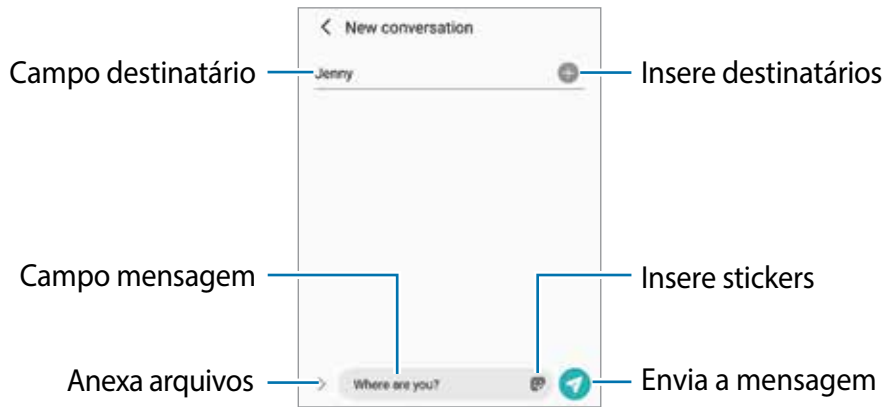 New conversation
Campo destinatário
Jenny
Insere destinatários
Campo mensagem
Insere stickers
Anexa arquivos
Where are you?
Envia a mensagem